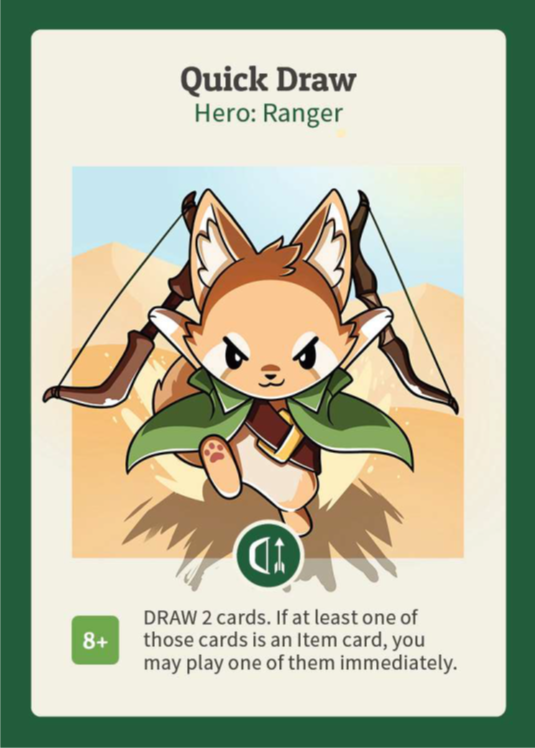 Quick Draw
Hero: Ranger
8+
DRAW 2 cards. If at least one of
those cards is an Item card, you
may play one of them immediately.